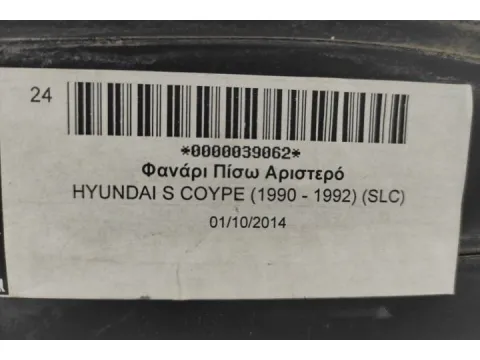 24
*0000039062*
Φανάρι Πίσω Αριστερό
HYUNDAI S COYPE (1990 - 1992) (SLC)
01/10/2014